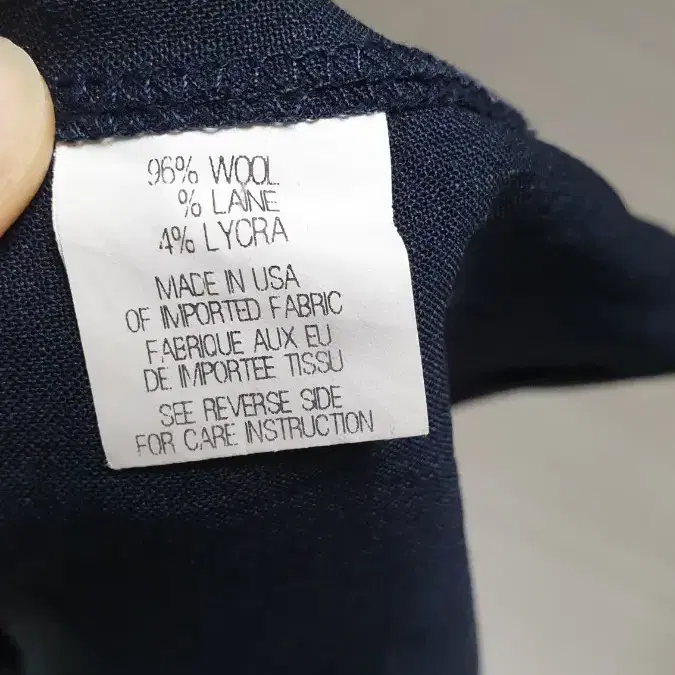 96% WOOL
% LAINE
4% LYCRA
MADE IN USA
OF IMPORTED FABRIC
FABRIQUE AUX EU
DE IMPORTEE TISSU
SEE REVERSE SIDE
FOR CARE INSTRUCTION